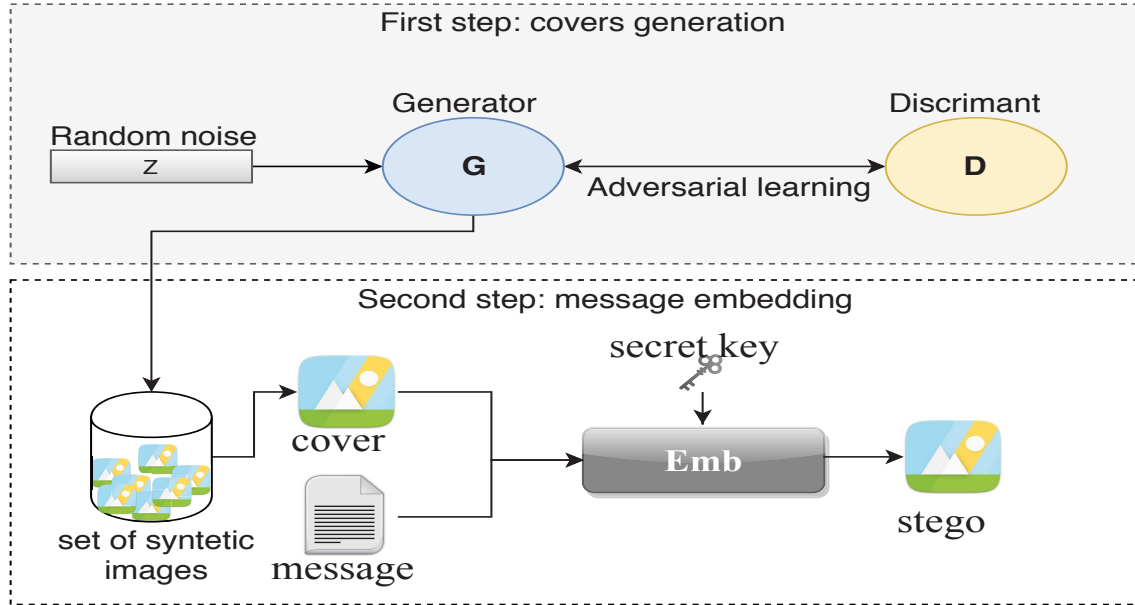 First step: covers generation
Generator
Discrimant
Random noise
z
G
D
Adversarial learning
Second step: message embedding
secret key
cover
Emb
set of syntetic
images
message
stego